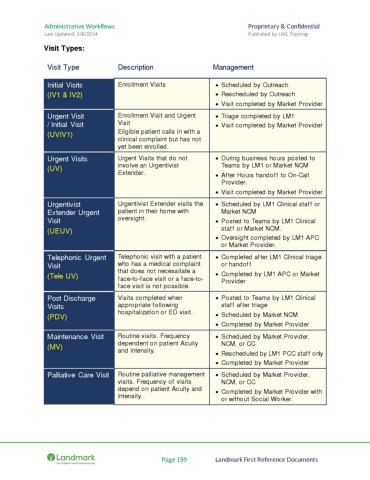 Administrative Workflows
Proprietary & Confidential
Last Updated: 3/8/2024
Published by LM1 Training
Visit Types:
Visit Type
Description
Management
Initial Visits
(IV1 & IV2)
Enrollment Visits
• Scheduled by Outreach
• Rescheduled by Outreach
• Visit completed by Market Provider
Urgent Visit
/ Initial Visit
(UVIV1)
Enrollment Visit and Urgent
Visit
Eligible patient calls in with a
clinical complaint but has not
yet been enrolled.
• Triage completed by LM1
• Visit completed by Market Provider
Urgent Visits
(UV)
Urgent Visits that do not
involve an Urgentivist
Extender.
• During business hours posted to
Teams by LM1 or Market NCM
• After Hours handoff to On-Call
Provider.
• Visit completed by Market Provider
Urgentivist
Extender Urgent
Visit
(UEUV)
Urgentivist Extender visits the
patient in their home with
oversight.
• Scheduled by LM1 Clinical staff or
Market NCM
• Posted to Teams by LM1 Clinical
staff or Market NCM.
• Oversight completed by LM1 APC
or Market Provider.
Telephonic Urgent
Visit
(Tele UV)
Telephonic visit with a patient
who has a medical complaint
that does not necessitate a
face-to-face visit or a face-to-
face visit is not possible.
• Completed after LM1 Clinical triage
or handoff
• Completed by LM1 APC or Market
Provider
Post Discharge
Visits
(PDV)
Visits completed when
appropriate following
hospitalization or ED visit.
• Posted to Teams by LM1 Clinical
staff after triage
• Scheduled by Market NCM
• Completed by Market Provider
Maintenance Visit
(MV)
Routine visits. Frequency
dependent on patient Acuity
and Intensity.
• Scheduled by Market Provider,
NCM, or CC
• Rescheduled by LM1 PCC staff only
• Completed by Market Provider
Palliative Care Visit
Routine palliative management
visits. Frequency of visits
depend on patient Acuity and
Intensity
• Scheduled by Market Provider,
NCM, or CC
• Completed by Market Provider with
or without Social Worker.
Landmark
Page 159
Landmark First Reference Documents